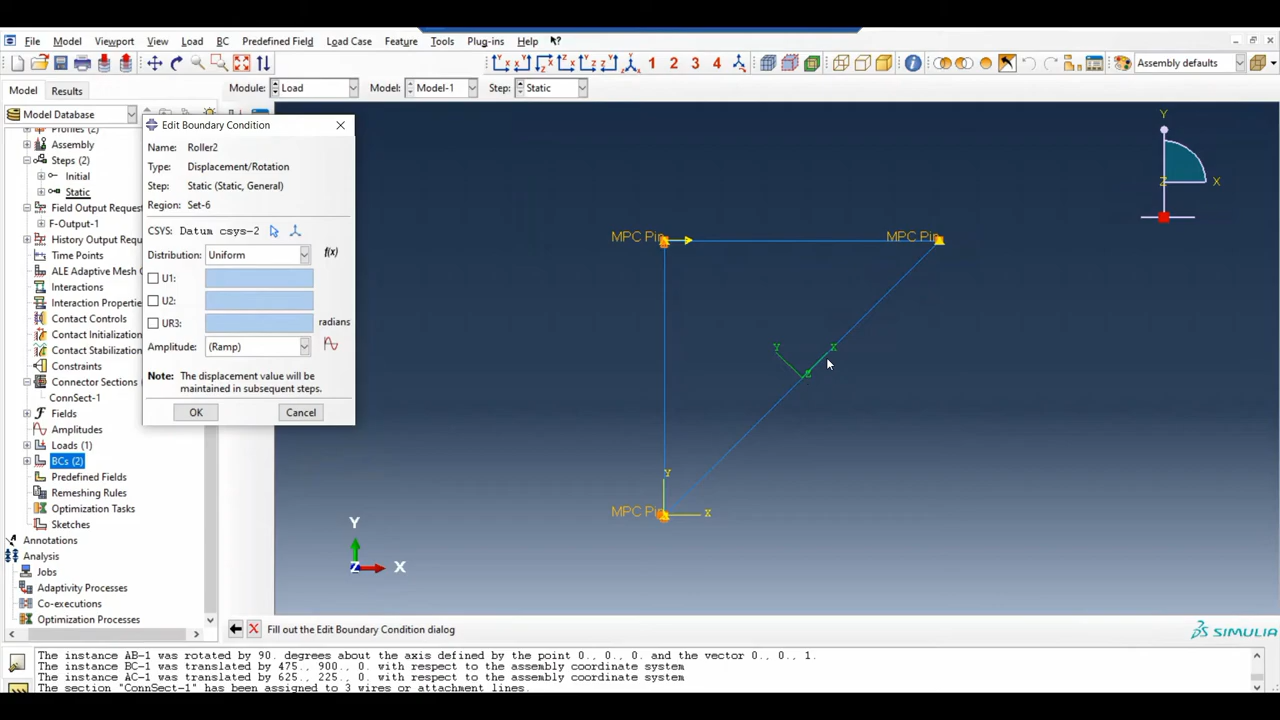 File Model Viewport View Load BC Predefined Field Load Case Feature Tools Plug-ins Help
1 2 3 4 Assembly defaults
Model Results Module: Load Model: Model-1 Step: Static
Model Database
Profiles (2)
Assembly
Steps (2)
Initial
Static
Field Output Reques
F-Output-1
History Output Requ
Time Points
ALE Adaptive Mesh C
Interactions
Interaction Propertie
Contact Controls
Contact Initialization
Contact Stabilization
Constraints
Connector Sections
ConnSect-1
Fields
Amplitudes
Loads (1)
BCs (2)
Predefined Fields
Remeshing Rules
Optimization Tasks
Sketches
Annotations
Analysis
Jobs
Adaptivity Processes
Co-executions
Optimization Processes
Edit Boundary Condition
Name: Roller2
Type: Displacement/Rotation
Step: Static (Static, General)
Region: Set-6
CSYS: Datum csys-2
Distribution: Uniform f(x)
U1:
U2:
UR3: radians
Amplitude: (Ramp)
Note: The displacement value will be
maintained in subsequent steps.
OK Cancel
Y
Z X
MPC Pin MPC Pin
Y X
Z
Y
MPC Pin X
Y
Z X
Fill out the Edit Boundary Condition dialog
SIMULIA
The instance AB-1 was rotated by 90. degrees about the axis defined by the point 0., 0., 0. and the vector 0., 0., 1.
The instance BC-1 was translated by 475., 900., 0. with respect to the assembly coordinate system
The instance AC-1 was translated by 625., 225., 0. with respect to the assembly coordinate system
The section "ConnSect-1" has been assigned to 3 wires or attachment lines.